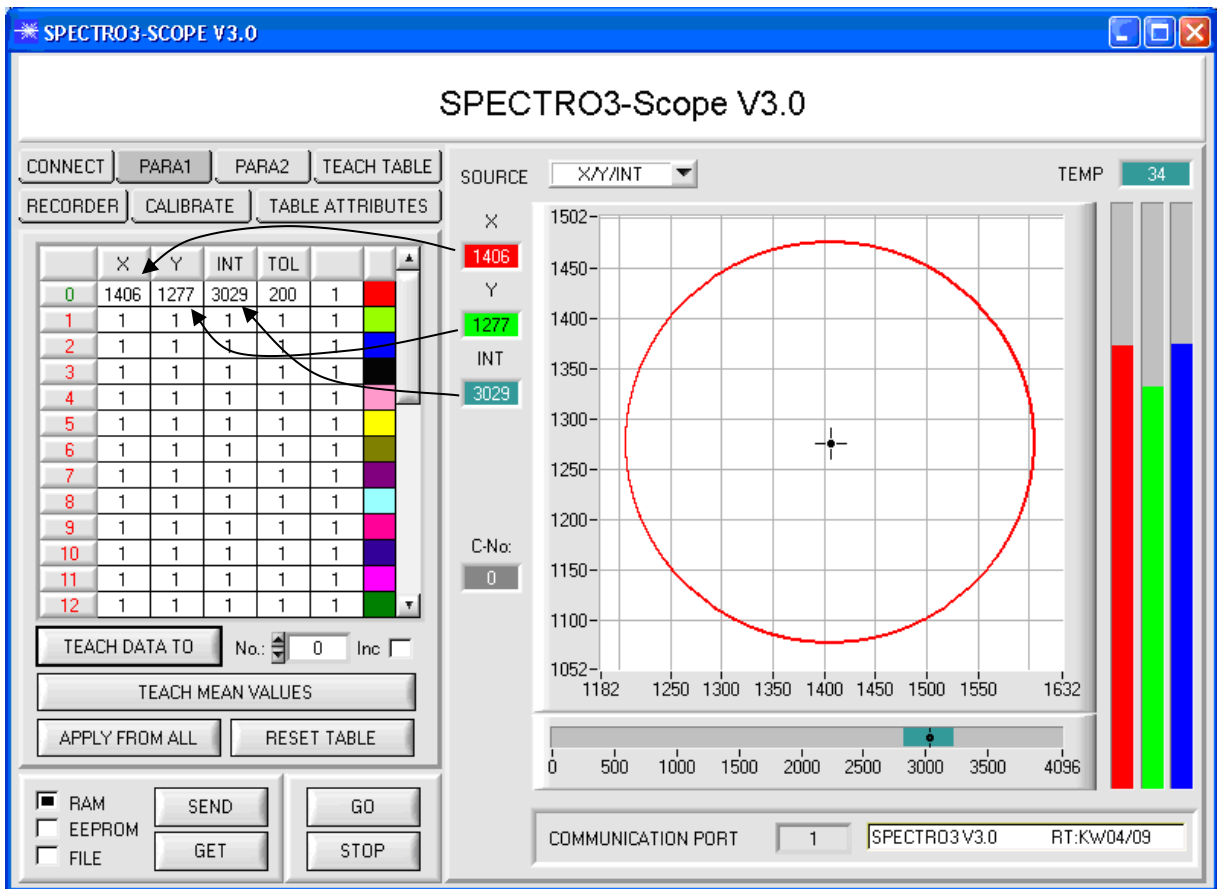 SPECTRO3-SCOPE V3.0
SPECTRO3-Scope V3.0
CONNECT PARA1 PARA2 TEACH TABLE
RECORDER CALIBRATE TABLE ATTRIBUTES
X Y INT TOL
0 1406 1277 3029 200 1
1 1 1 1 1 1
2 1 1 1 1 1
3 1 1 1 1 1
4 1 1 1 1 1
5 1 1 1 1 1
6 1 1 1 1 1
7 1 1 1 1 1
8 1 1 1 1 1
9 1 1 1 1 1
10 1 1 1 1 1
11 1 1 1 1 1
12 1 1 1 1 1
TEACH DATA TO No.: 0 Inc
TEACH MEAN VALUES
APPLY FROM ALL RESET TABLE
RAM
EEPROM
FILE
SEND
GET
GO
STOP
SOURCE X/Y/INT
TEMP 34
X
1406
Y
1277
INT
3029
C-No:
0
1502
1450
1400
1350
1300
1250
1200
1150
1100
1052
1182 1250 1300 1350 1400 1450 1500 1550 1632
0 500 1000 1500 2000 2500 3000 3500 4096
COMMUNICATION PORT 1 SPECTRO3 V3.0 RT:KW04/09